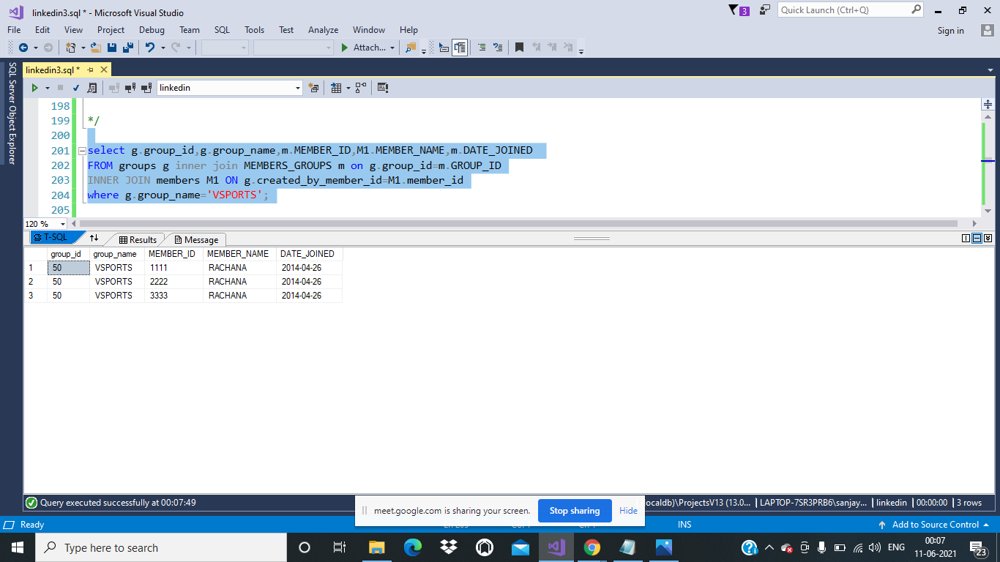 linkedin3.sql * - Microsoft Visual Studio
3
Quick Launch (Ctrl+Q)
File Edit View Project Debug Team SQL Tools Test Analyze Window Help
Sign in
Attach...
SQL Server Object Explorer
linkedin3.sql *
linkedin
198
199 */
200
201 select g.group_id,g.group_name,m.MEMBER_ID,M1.MEMBER_NAME,m.DATE_JOINED
202 FROM groups g inner join MEMBERS_GROUPS m on g.group_id=m.GROUP_ID
203 INNER JOIN members M1 ON g.created_by_member_id=M1.member_id
204 where g.group_name='VSPORTS';
205
120 %
T-SQL Results Message
group_id group_name MEMBER_ID MEMBER_NAME DATE_JOINED
1 50 VSPORTS 1111 RACHANA 2014-04-26
2 50 VSPORTS 2222 RACHANA 2014-04-26
3 50 VSPORTS 3333 RACHANA 2014-04-26
Query executed successfully at 00:07:49
ocaldb)\ProjectsV13 (13.0... LAPTOP-7SR3PRB6\sanjay... linkedin 00:00:00 3 rows
meet.google.com is sharing your screen. Stop sharing Hide
Ready
INS
Add to Source Control
Type here to search
ENG
00:07
11-06-2021
23